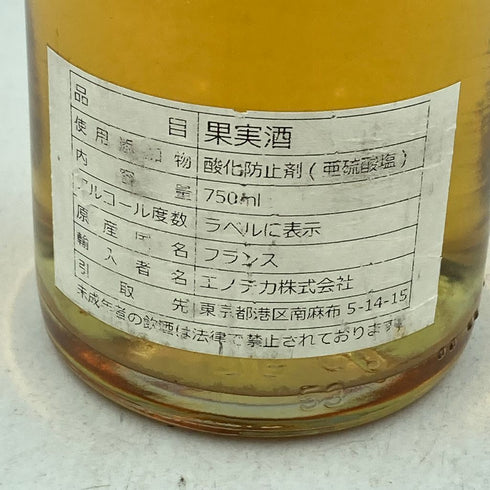 品目 果実酒
使用添加物 酸化防止剤(亜硫酸塩)
内容量 750ml
アルコール度数 ラベルに表示
原産国名 フランス
輸入者名 エノテカ株式会社
引取先 東京都港区南麻布 5-14-15
未成年者の飲酒は法律で禁止されております
53